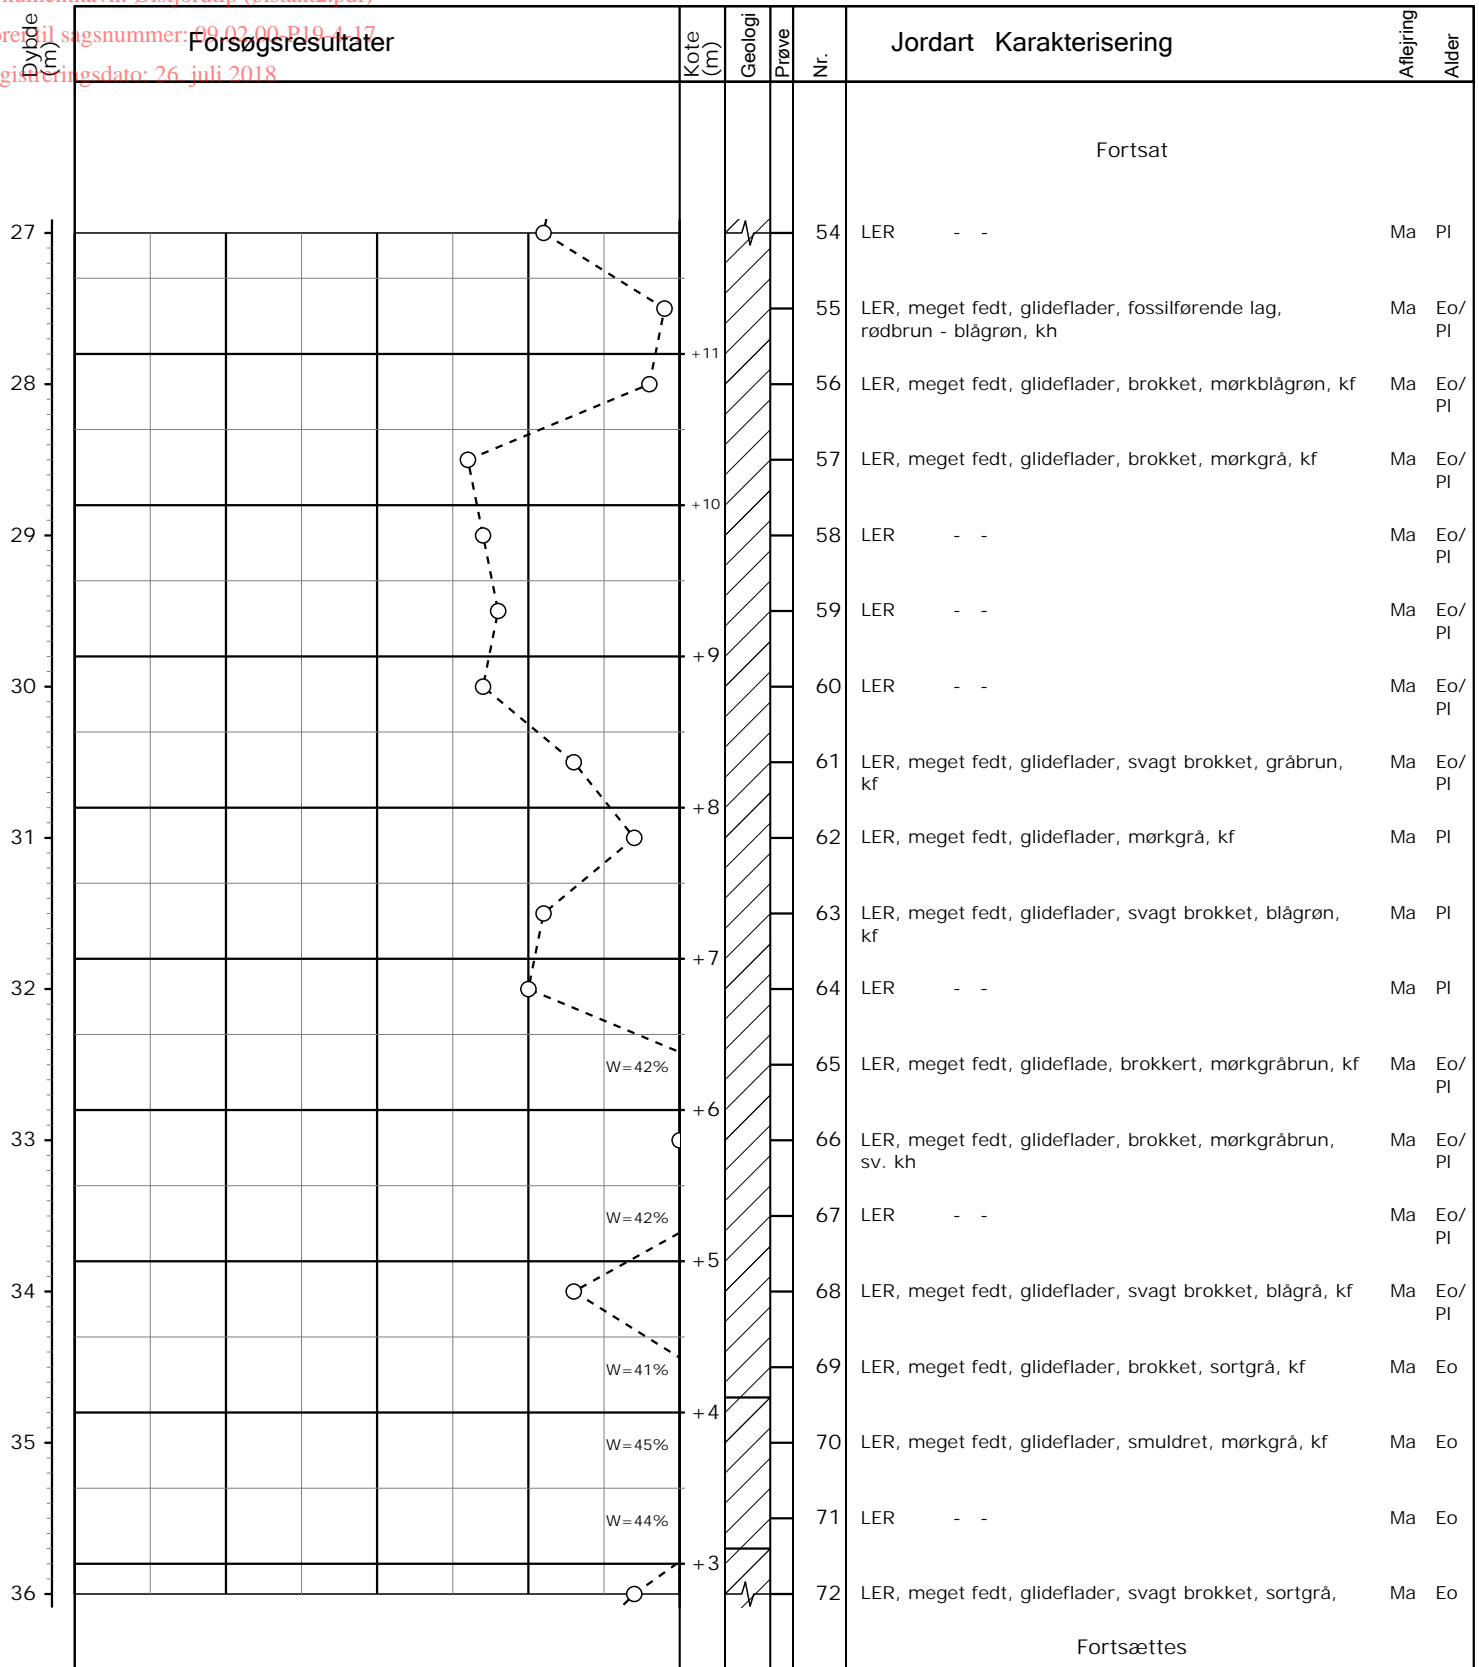 Dybde (m) Forsøgsresultater Kote (m) Geologi Prøve Nr. Jordart Karakterisering Aflejring Alder
sagsnummer: 09.02.00-P19-4-17
26. juli 2018
Fortsat
27 54 LER - - Ma Pl
55 LER, meget fedt, glideflader, fossilførende lag, Ma Eo/
rødbrun - blågrøn, kh Pl
+11
28 56 LER, meget fedt, glideflader, brokket, mørkblågrøn, kf Ma Eo/
Pl
57 LER, meget fedt, glideflader, brokket, mørkgrå, kf Ma Eo/
Pl
+10
29 58 LER - - Ma Eo/
Pl
59 LER - - Ma Eo/
Pl
+9
30 60 LER - - Ma Eo/
Pl
61 LER, meget fedt, glideflader, svagt brokket, gråbrun, Ma Eo/
kf Pl
+8
31 62 LER, meget fedt, glideflader, mørkgrå, kf Ma Pl
63 LER, meget fedt, glideflader, svagt brokket, blågrøn, Ma Pl
kf
+7
32 64 LER - - Ma Pl
W=42% 65 LER, meget fedt, glideflade, brokkert, mørkgråbrun, kf Ma Eo/
Pl
+6
33 66 LER, meget fedt, glideflader, brokket, mørkgråbrun, Ma Eo/
sv. kh Pl
W=42% 67 LER - - Ma Eo/
Pl
+5
34 68 LER, meget fedt, glideflader, svagt brokket, blågrå, kf Ma Eo/
Pl
W=41% 69 LER, meget fedt, glideflader, brokket, sortgrå, kf Ma Eo
+4
35 W=45% 70 LER, meget fedt, glideflader, smuldret, mørkgrå, kf Ma Eo
W=44% 71 LER - - Ma Eo
+3
36 72 LER, meget fedt, glideflader, svagt brokket, sortgrå, Ma Eo
Fortsættes